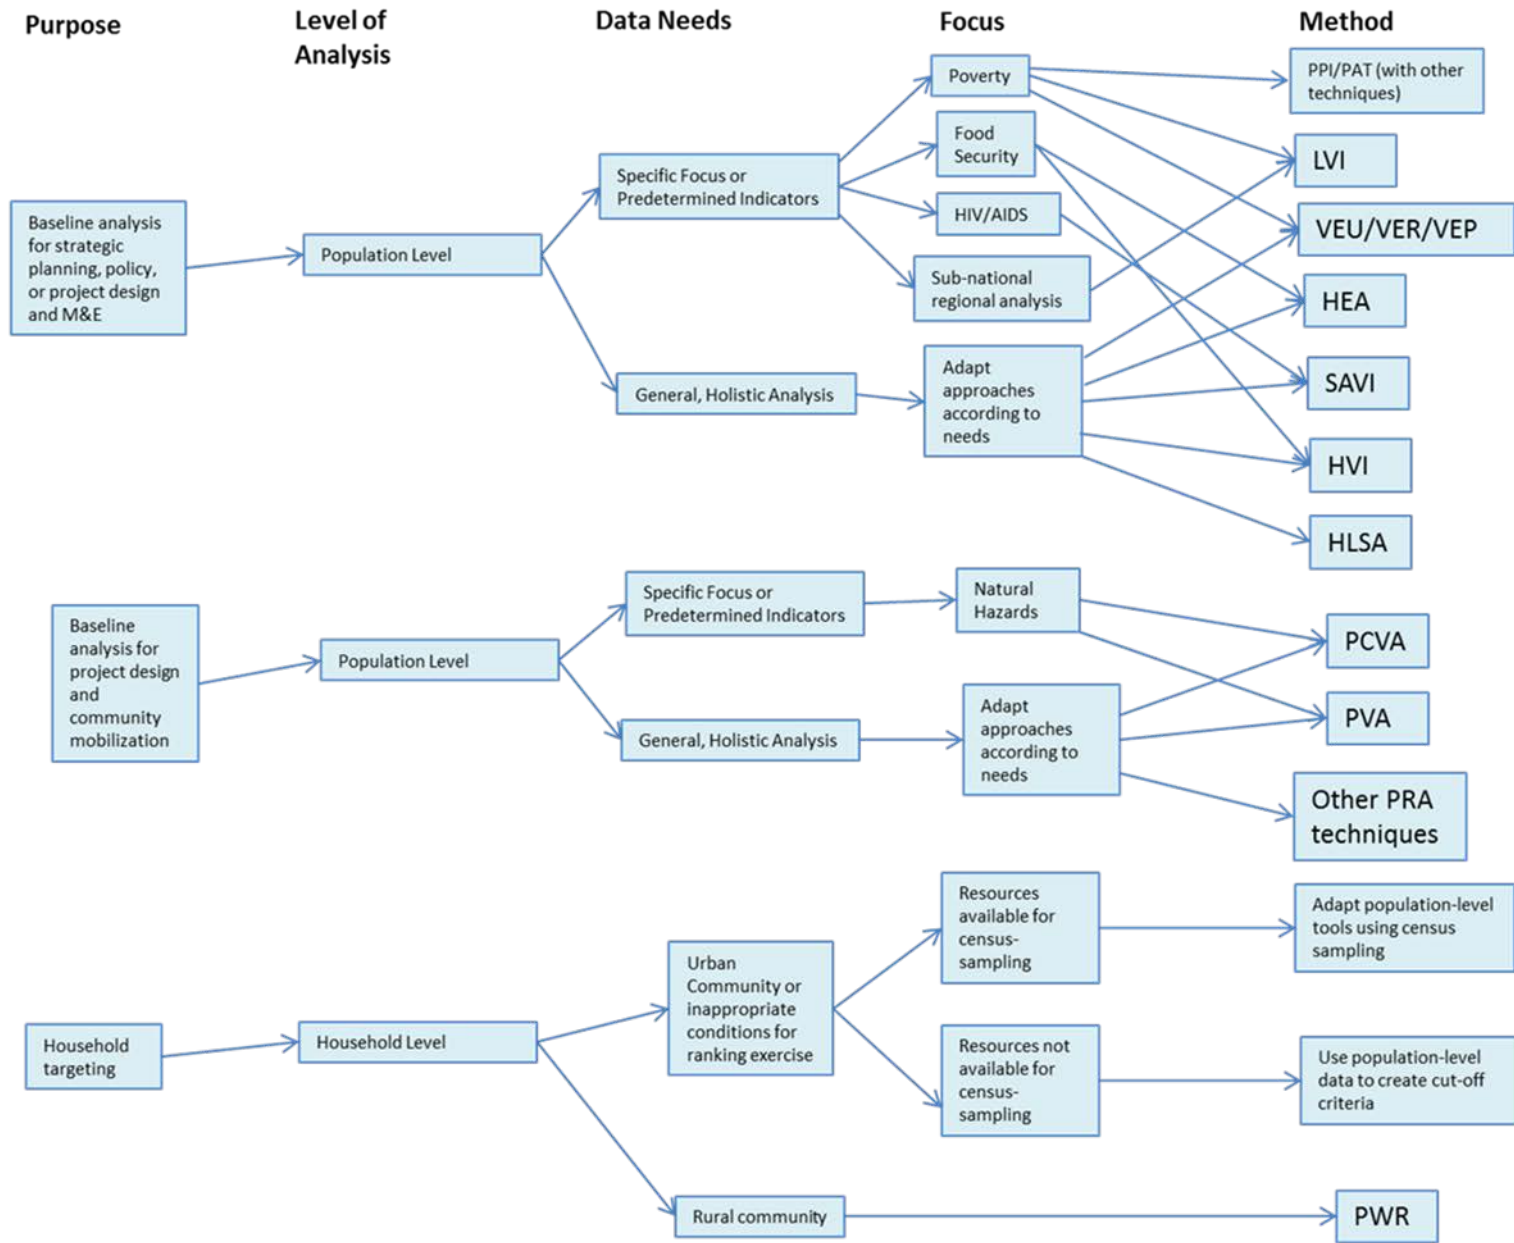 Purpose
Level of
Analysis
Data Needs
Focus
Method
Baseline analysis
for strategic
planning, policy,
or project design
and M&E
Population Level
Specific Focus or
Predetermined Indicators
General, Holistic Analysis
Poverty
Food
Security
HIV/AIDS
Sub-national
regional analysis
Adapt
approaches
according to
needs
PPI/PAT (with other
techniques)
LVI
VEU/VER/VEP
HEA
SAVI
HVI
HLSA
Baseline
analysis for
project design
and
community
mobilization
Population Level
Specific Focus or
Predetermined Indicators
General, Holistic Analysis
Natural
Hazards
Adapt
approaches
according to
needs
PCVA
PVA
Other PRA
techniques
Household
targeting
Household Level
Urban
Community or
inappropriate
conditions for
ranking exercise
Rural community
Resources
available for
census-
sampling
Resources not
available for
census-
sampling
Adapt population-level
tools using census
sampling
Use population-level
data to create cut-off
criteria
PWR